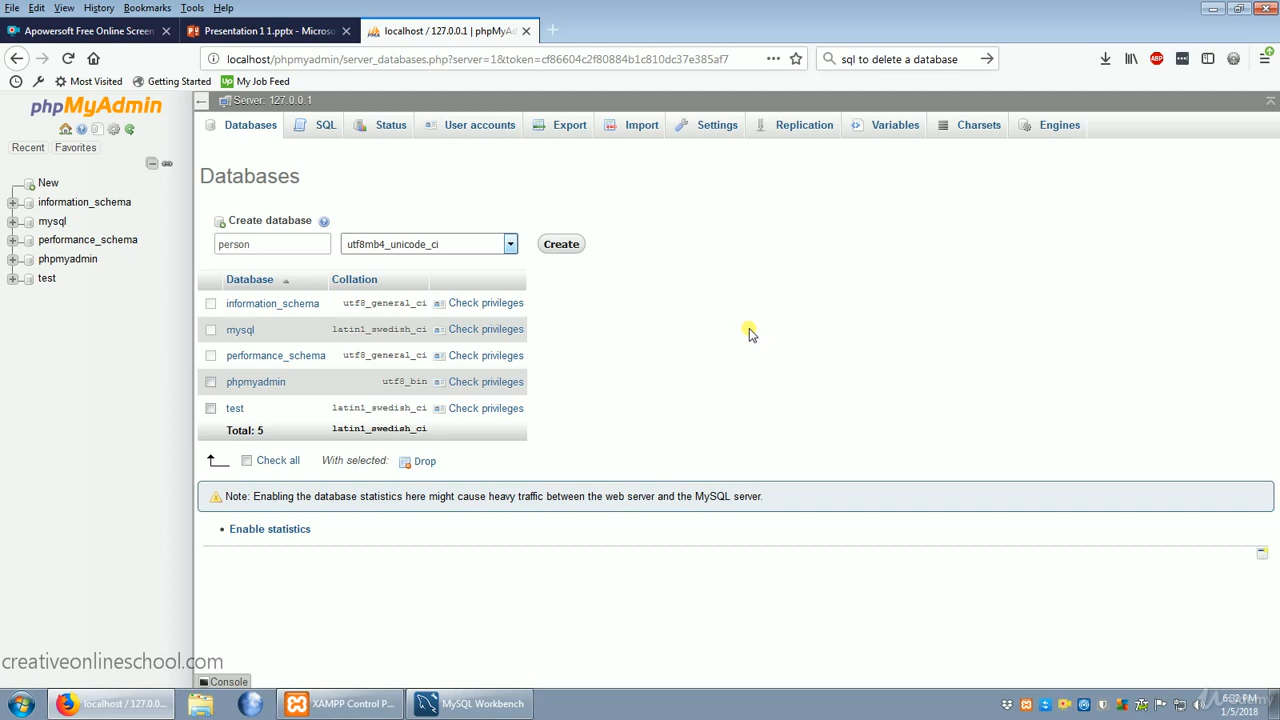 File Edit View History Bookmarks Tools Help
Apowersoft Free Online Screen
Presentation 1 1.pptx - Microso
localhost / 127.0.0.1 | phpMyAd
localhost/phpmyadmin/server_databases.php?server=1&token=cf86604c2f80884b1c810dc37e385af7
sql to delete a database
ABP
Most Visited Getting Started Up My Job Feed
phpMyAdmin
Server: 127.0.0.1
Databases SQL Status User accounts Export Import Settings Replication Variables Charsets Engines
Recent Favorites
New
information_schema
mysql
performance_schema
phpmyadmin
test
Databases
Create database
person utf8mb4_unicode_ci Create
Database Collation
information_schema utf8_general_ci Check privileges
mysql latin1_swedish_ci Check privileges
performance_schema utf8_general_ci Check privileges
phpmyadmin utf8_bin Check privileges
test latin1_swedish_ci Check privileges
Total: 5 latin1_swedish_ci
Check all With selected: Drop
Note: Enabling the database statistics here might cause heavy traffic between the web server and the MySQL server.
Enable statistics
creativeonlineschool.com
Console
localhost / 127.0.0...
XAMPP Control P...
MySQL Workbench
6:32 PM
1/5/2018